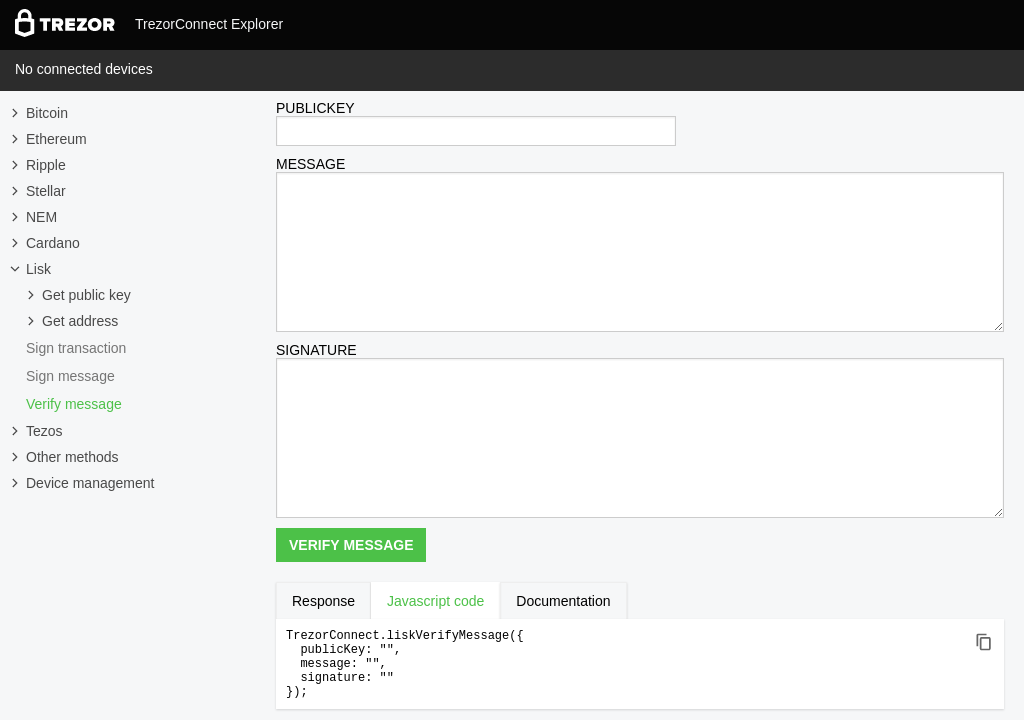 TREZOR TrezorConnect Explorer
No connected devices
Bitcoin
Ethereum
Ripple
Stellar
NEM
Cardano
Lisk
Get public key
Get address
Sign transaction
Sign message
Verify message
Tezos
Other methods
Device management
PUBLICKEY
MESSAGE
SIGNATURE
VERIFY MESSAGE
Response Javascript code Documentation
TrezorConnect.liskVerifyMessage({
  publicKey: "",
  message: "",
  signature: ""
});